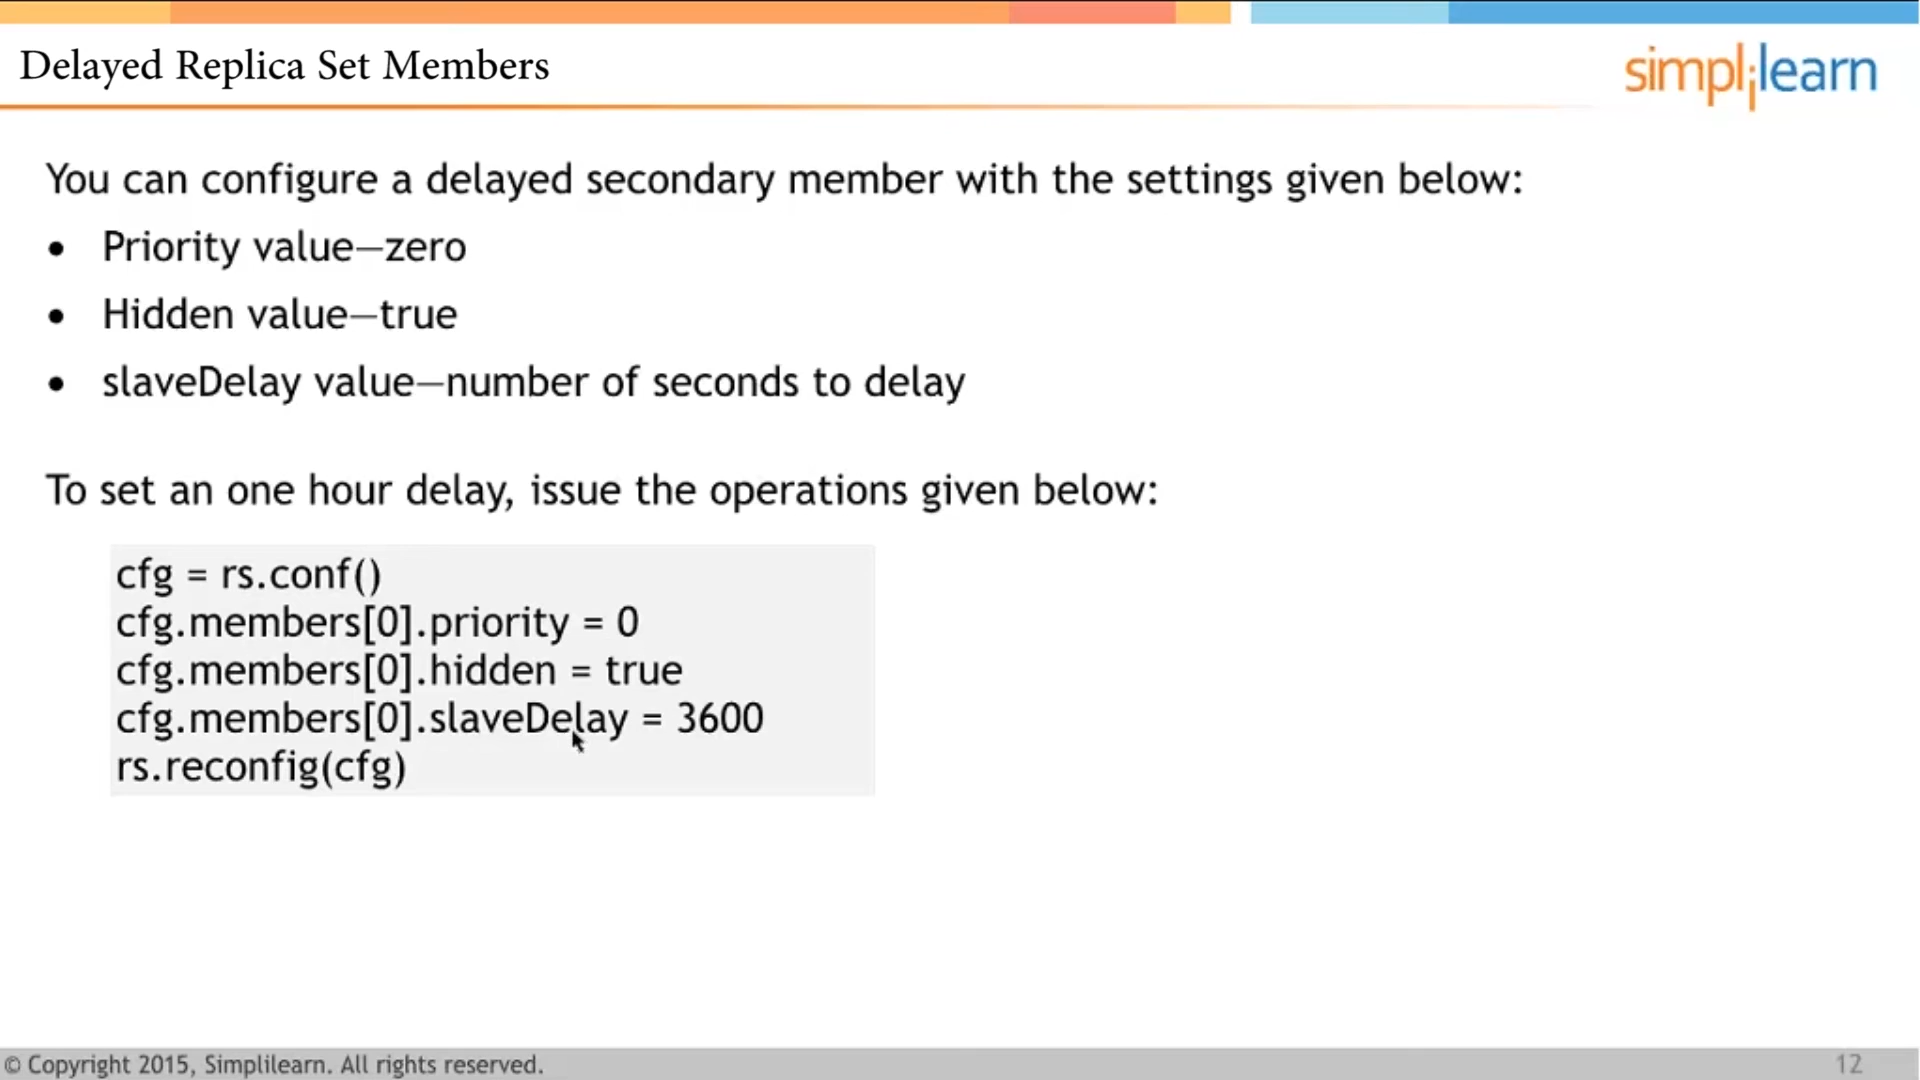 Delayed Replica Set Members
simplilearn
You can configure a delayed secondary member with the settings given below:
• Priority value—zero
• Hidden value—true
• slaveDelay value—number of seconds to delay
To set an one hour delay, issue the operations given below:
cfg = rs.conf()
cfg.members[0].priority = 0
cfg.members[0].hidden = true
cfg.members[0].slaveDelay = 3600
rs.reconfig(cfg)
© Copyright 2015, Simplilearn. All rights reserved.
12